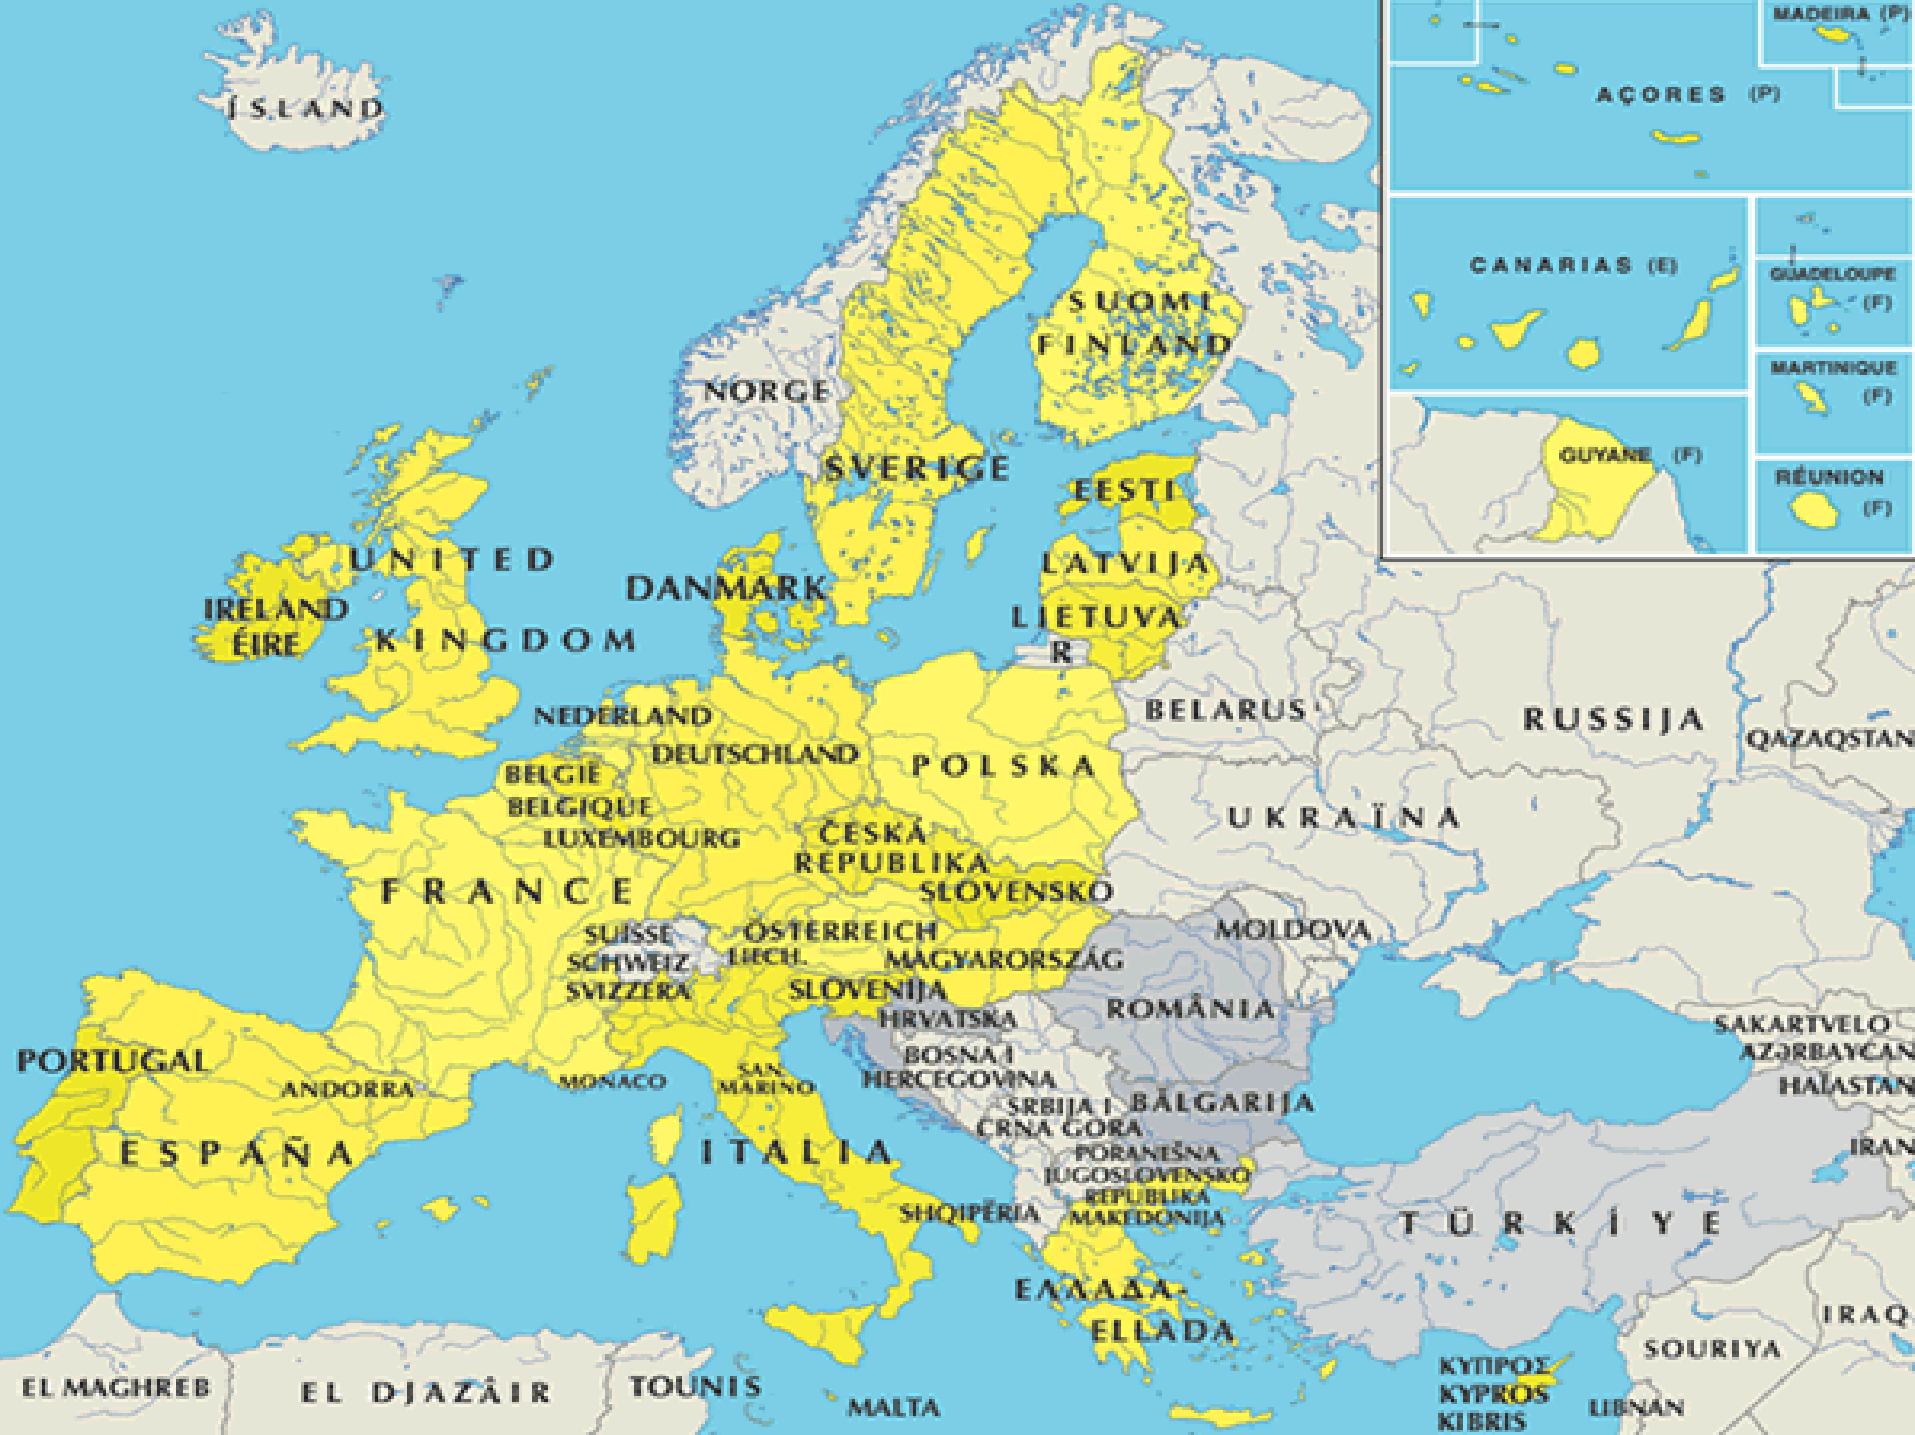 ÍSLAND
NORGE
SVERIGE
SUOMI
FINLAND
EESTI
LATVIJA
LIETUVA
R
UNITED
KINGDOM
IRELAND
ÉIRE
DANMARK
NEDERLAND
DEUTSCHLAND
BELGIË
BELGIQUE
LUXEMBOURG
POLSKA
BELARUS
RUSSIJA
QAZAQSTAN
UKRAÏNA
ČESKÁ
REPUBLIKA
SLOVENSKO
FRANCE
SUISSE
SCHWEIZ
SVIZZERA
ÖSTERREICH
LIECH.
MAGYARORSZÁG
SLOVENIJA
MOLDOVA
ROMÂNIA
HRVATSKA
BOSNA I
HERCEGOVINA
SRBIJA I
CRNA GORA
BĂLGARIJA
PORANEŠNA
JUGOSLOVENSKO
REPUBLIKA
MAKEDONIJA
SHQIPËRIA
PORTUGAL
ESPAÑA
ANDORRA
MONACO
SAN
MARINO
ITALIA
ΕΛΛΑΔΑ-
ELLADA
TÜRKÍYE
SAKARTVELO
AZƏRBAYCAN
HAÏASTAN
IRAN
IRAQ
SOURIYA
LIBNÁN
ΚΥΠΡΟΣ
KYPROS
KIBRIS
MALTA
EL MAGHREB
EL DJAZÂIR
TOUNIS
MADEIRA (P)
AÇORES (P)
CANARIAS (E)
GUADELOUPE
(F)
MARTINIQUE
(F)
GUYANE (F)
RÉUNION
(F)